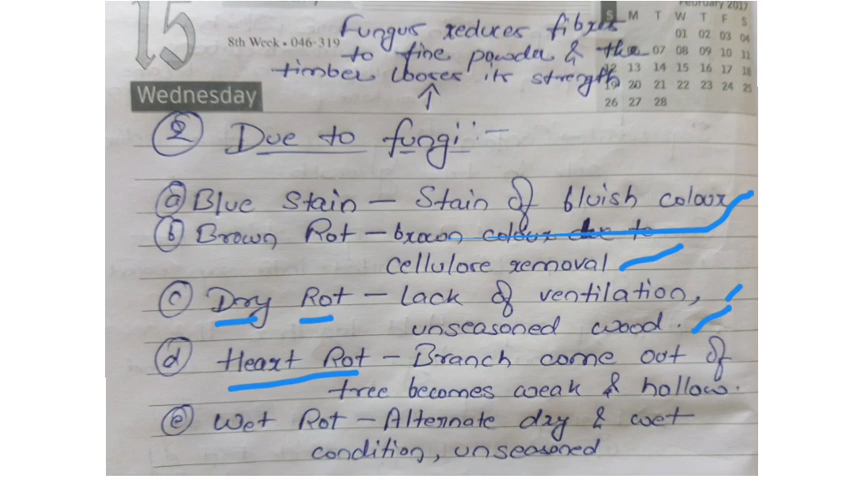 15
8th Week • 046-319
Wednesday
February 2017
S M T W T F S
01 02 03 04
07 08 09 10 11
12 13 14 15 16 17 18
19 20 21 22 23 24 25
26 27 28
Fungus reduces fibres
to fine powder & the
timber looses its strength
↑
② Due to fungi :-
ⓐ Blue Stain - Stain of bluish colour
ⓑ Brown Rot - brown colour due to
cellulose removal
ⓒ Dry Rot - Lack of ventilation,
unseasoned wood.
ⓓ Heart Rot - Branch come out of
tree becomes weak & hollow.
ⓔ Wet Rot - Alternate dry & wet
condition, unseasoned